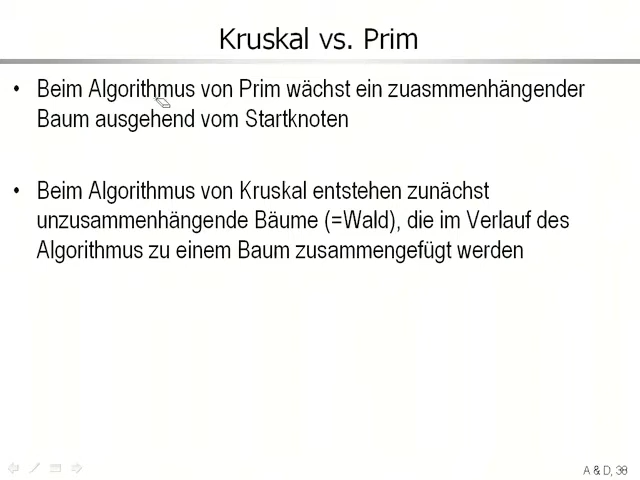 Kruskal vs. Prim
• Beim Algorithmus von Prim wächst ein zuasmmenhängender
Baum ausgehend vom Startknoten
• Beim Algorithmus von Kruskal entstehen zunächst
unzusammenhängende Bäume (=Wald), die im Verlauf des
Algorithmus zu einem Baum zusammengefügt werden
A & D,